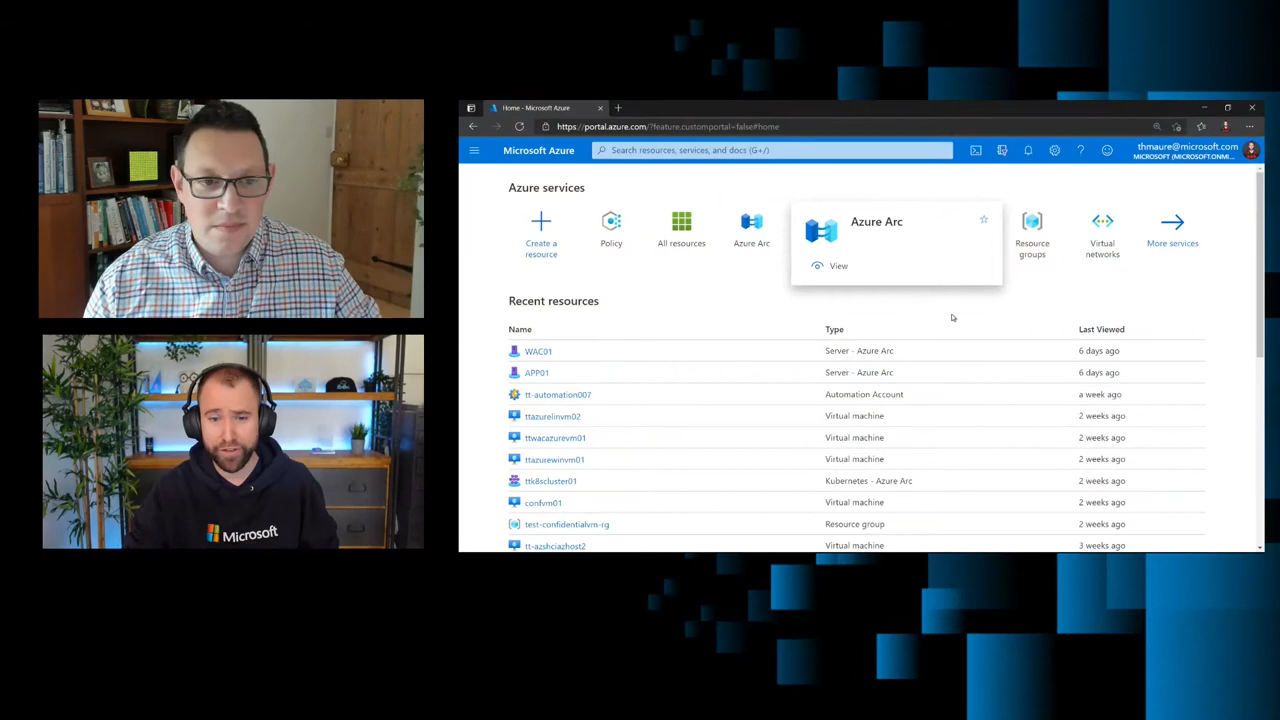 Home - Microsoft Azure
https://portal.azure.com/?feature.customportal=false#home
Microsoft Azure
Search resources, services, and docs (G+/)
thmaure@microsoft.com
MICROSOFT (MICROSOFT.ONMI...
Azure services
Create a resource
Policy
All resources
Azure Arc
Azure Arc
View
Resource groups
Virtual networks
More services
Recent resources
Name Type Last Viewed
WAC01 Server - Azure Arc 6 days ago
APP01 Server - Azure Arc 6 days ago
tt-automation007 Automation Account a week ago
ttazurelinvm02 Virtual machine 2 weeks ago
ttwacazurevm01 Virtual machine 2 weeks ago
ttazurewinvm01 Virtual machine 2 weeks ago
ttk8scluster01 Kubernetes - Azure Arc 2 weeks ago
confvm01 Virtual machine 2 weeks ago
test-confidentialvm-rg Resource group 2 weeks ago
tt-azshciazhost2 Virtual machine 3 weeks ago
Microsoft